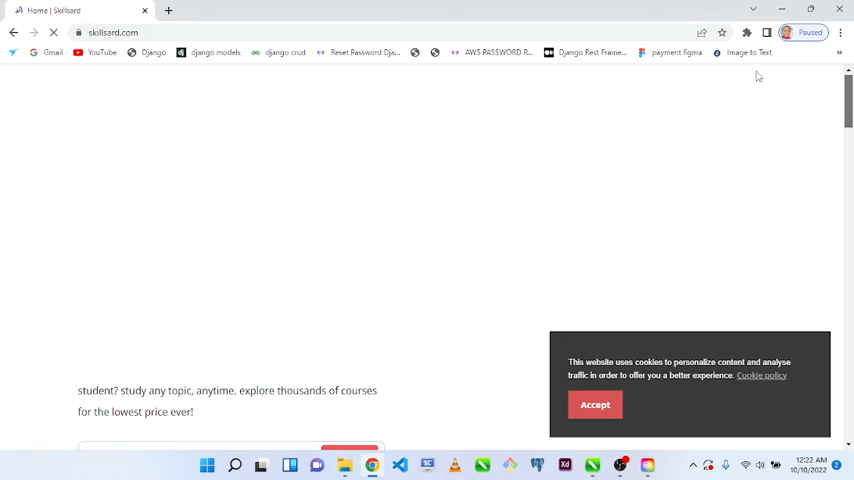 Home | Skillsard
skillsard.com
Paused
Gmail
YouTube
Django
django models
django crud
Reset Password Dja...
AWS PASSWORD R...
Django Rest Fram...
payment figma
Image to Text
student? study any topic, anytime. explore thousands of courses
for the lowest price ever!
This website uses cookies to personalize content and analyse
traffic in order to offer you a better experience. Cookie policy
Accept
12:22 AM
10/10/2022
2